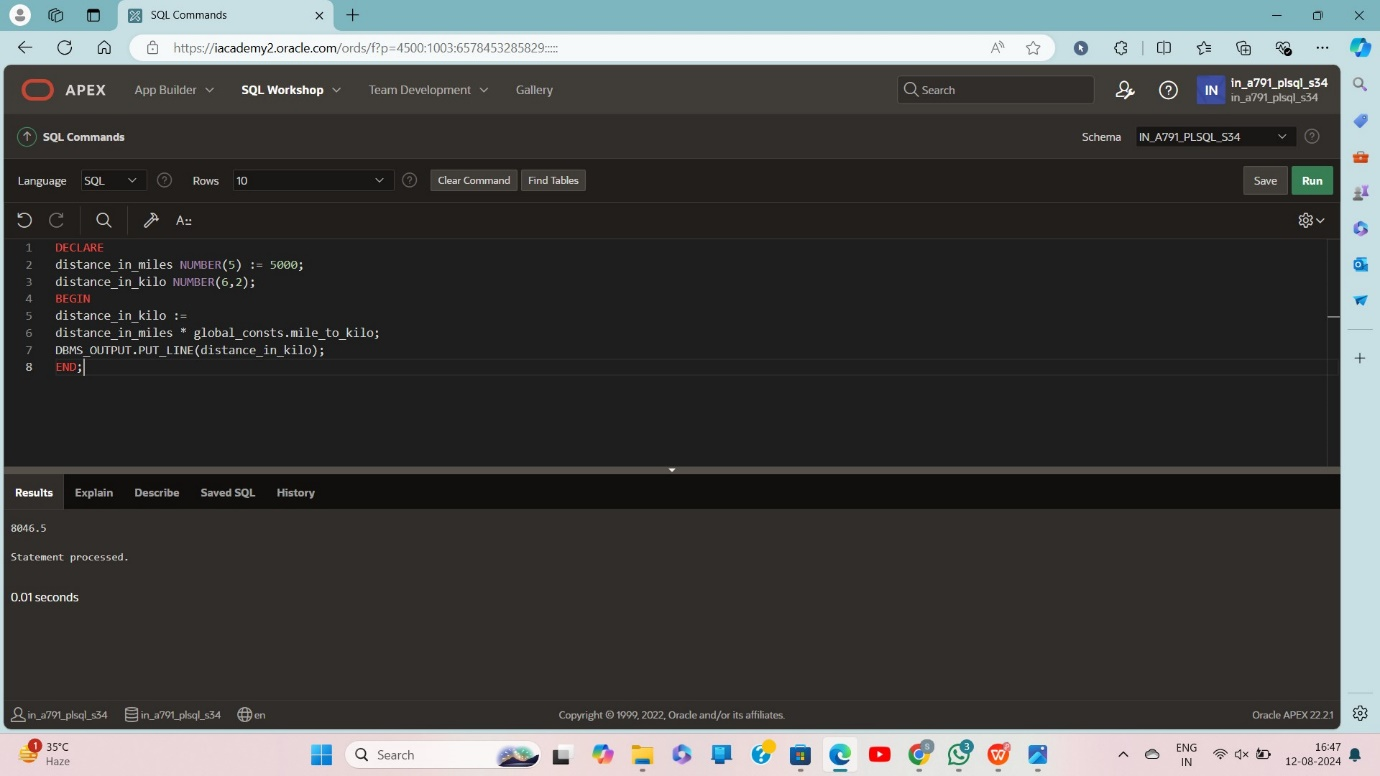 SQL Commands
https://iacademy2.oracle.com/ords/f?p=4500:1003:6578453285829:::::
APEX App Builder SQL Workshop Team Development Gallery Search IN in_a791_plsql_s34
in_a791_plsql_s34
SQL Commands Schema IN_A791_PLSQL_S34
Language SQL Rows 10 Clear Command Find Tables Save Run
A::
1 DECLARE
2 distance_in_miles NUMBER(5) := 5000;
3 distance_in_kilo NUMBER(6,2);
4 BEGIN
5 distance_in_kilo :=
6 distance_in_miles * global_consts.mile_to_kilo;
7 DBMS_OUTPUT.PUT_LINE(distance_in_kilo);
8 END;
Results Explain Describe Saved SQL History
8046.5
Statement processed.
0.01 seconds
in_a791_plsql_s34 in_a791_plsql_s34 en Copyright © 1999, 2022, Oracle and/or its affiliates. Oracle APEX 22.2.1
1 35°C
Haze
Search
3
ENG
IN
16:47
12-08-2024